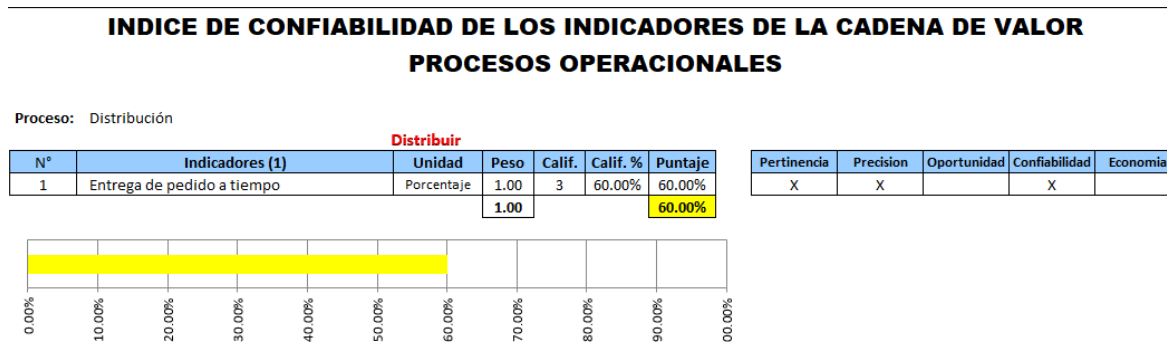 INDICE DE CONFIABILIDAD DE LOS INDICADORES DE LA CADENA DE VALOR
PROCESOS OPERACIONALES
Proceso: Distribución
Distribuir
N° Indicadores (1) Unidad Peso Calif. Calif. % Puntaje Pertinencia Precision Oportunidad Confiabilidad Economia
1 Entrega de pedido a tiempo Porcentaje 1.00 3 60.00% 60.00% X X X
1.00 60.00%
0.00% 10.00% 20.00% 30.00% 40.00% 50.00% 60.00% 70.00% 80.00% 90.00% 00.00%